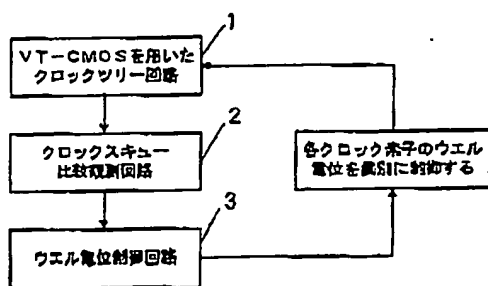 1
VT-CMOSを用いた
クロックツリー回路
2
クロックスキュー
比較観測回路
3
ウエル電位制御回路
各クロック素子のウエル
電位を個別に制御する